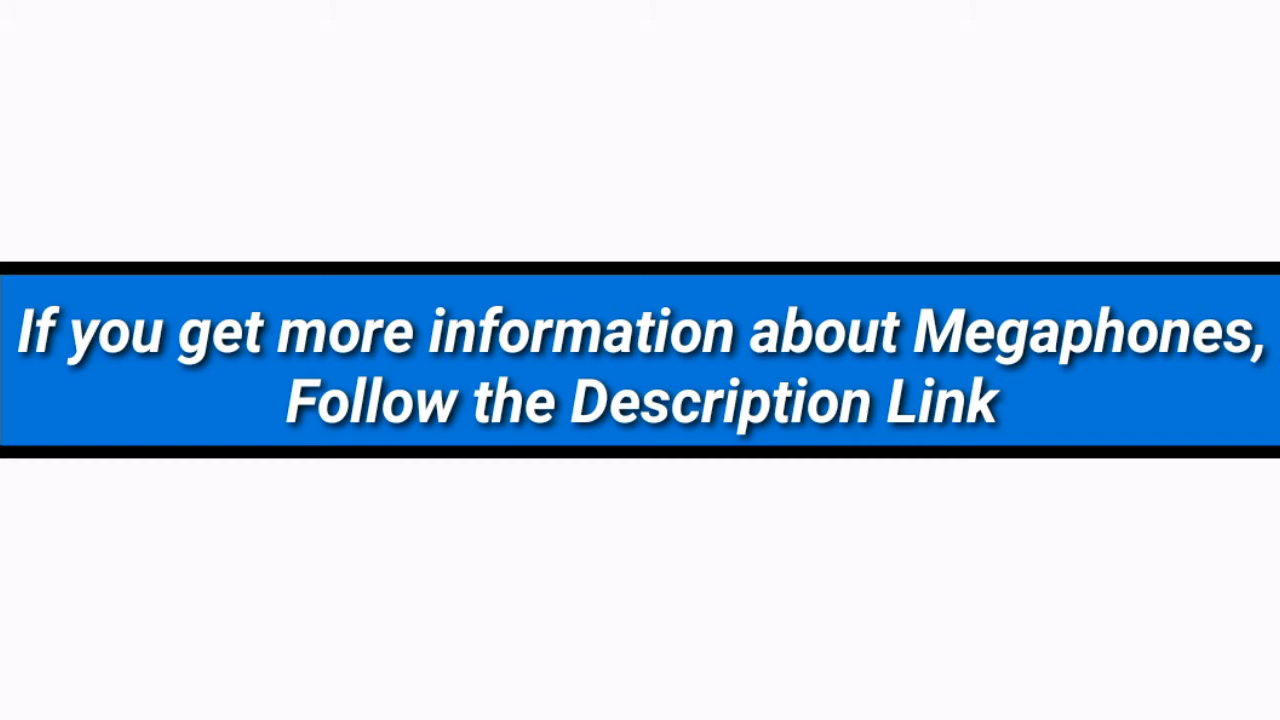 If you get more information about Megaphones,
Follow the Description Link